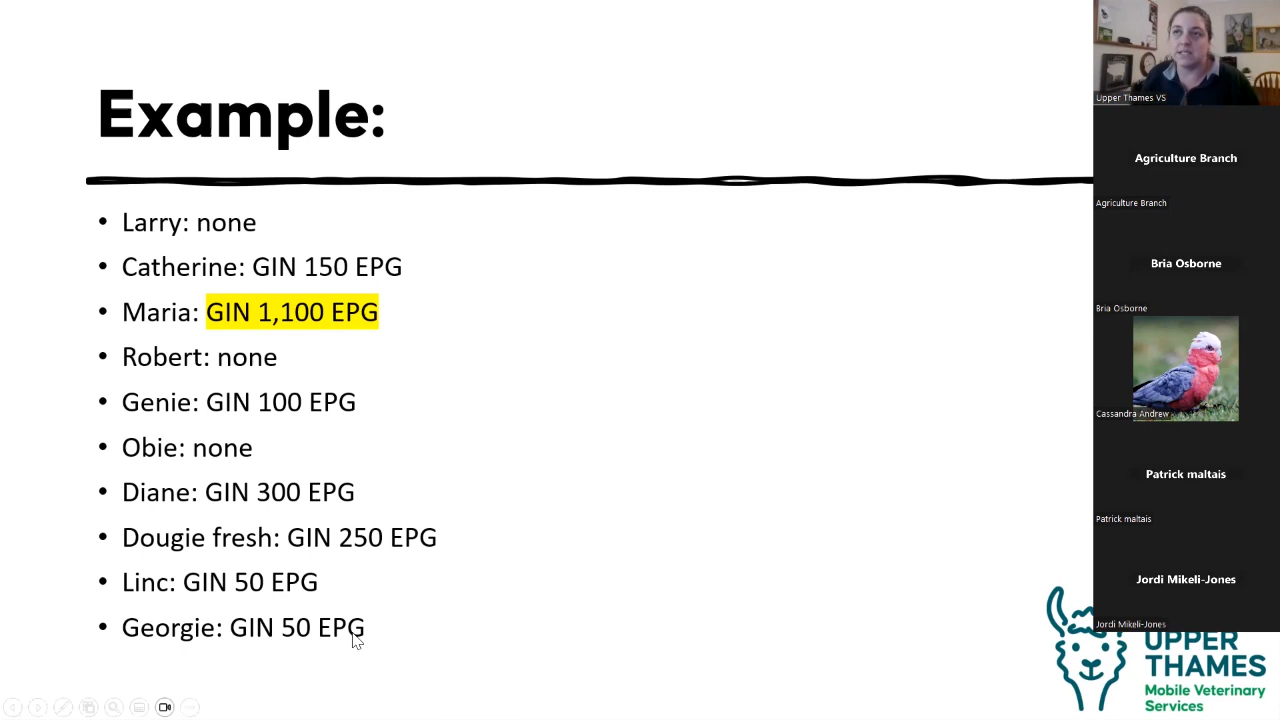 Example:
• Larry: none
• Catherine: GIN 150 EPG
• Maria: GIN 1,100 EPG
• Robert: none
• Genie: GIN 100 EPG
• Obie: none
• Diane: GIN 300 EPG
• Dougie fresh: GIN 250 EPG
• Linc: GIN 50 EPG
• Georgie: GIN 50 EPG
Upper Thames VS
Agriculture Branch
Agriculture Branch
Bria Osborne
Bria Osborne
Cassandra Andrew
Patrick maltais
Patrick maltais
Jordi Mikeli-Jones
Jordi Mikeli-Jones
UPPER
THAMES
Mobile Veterinary
Services